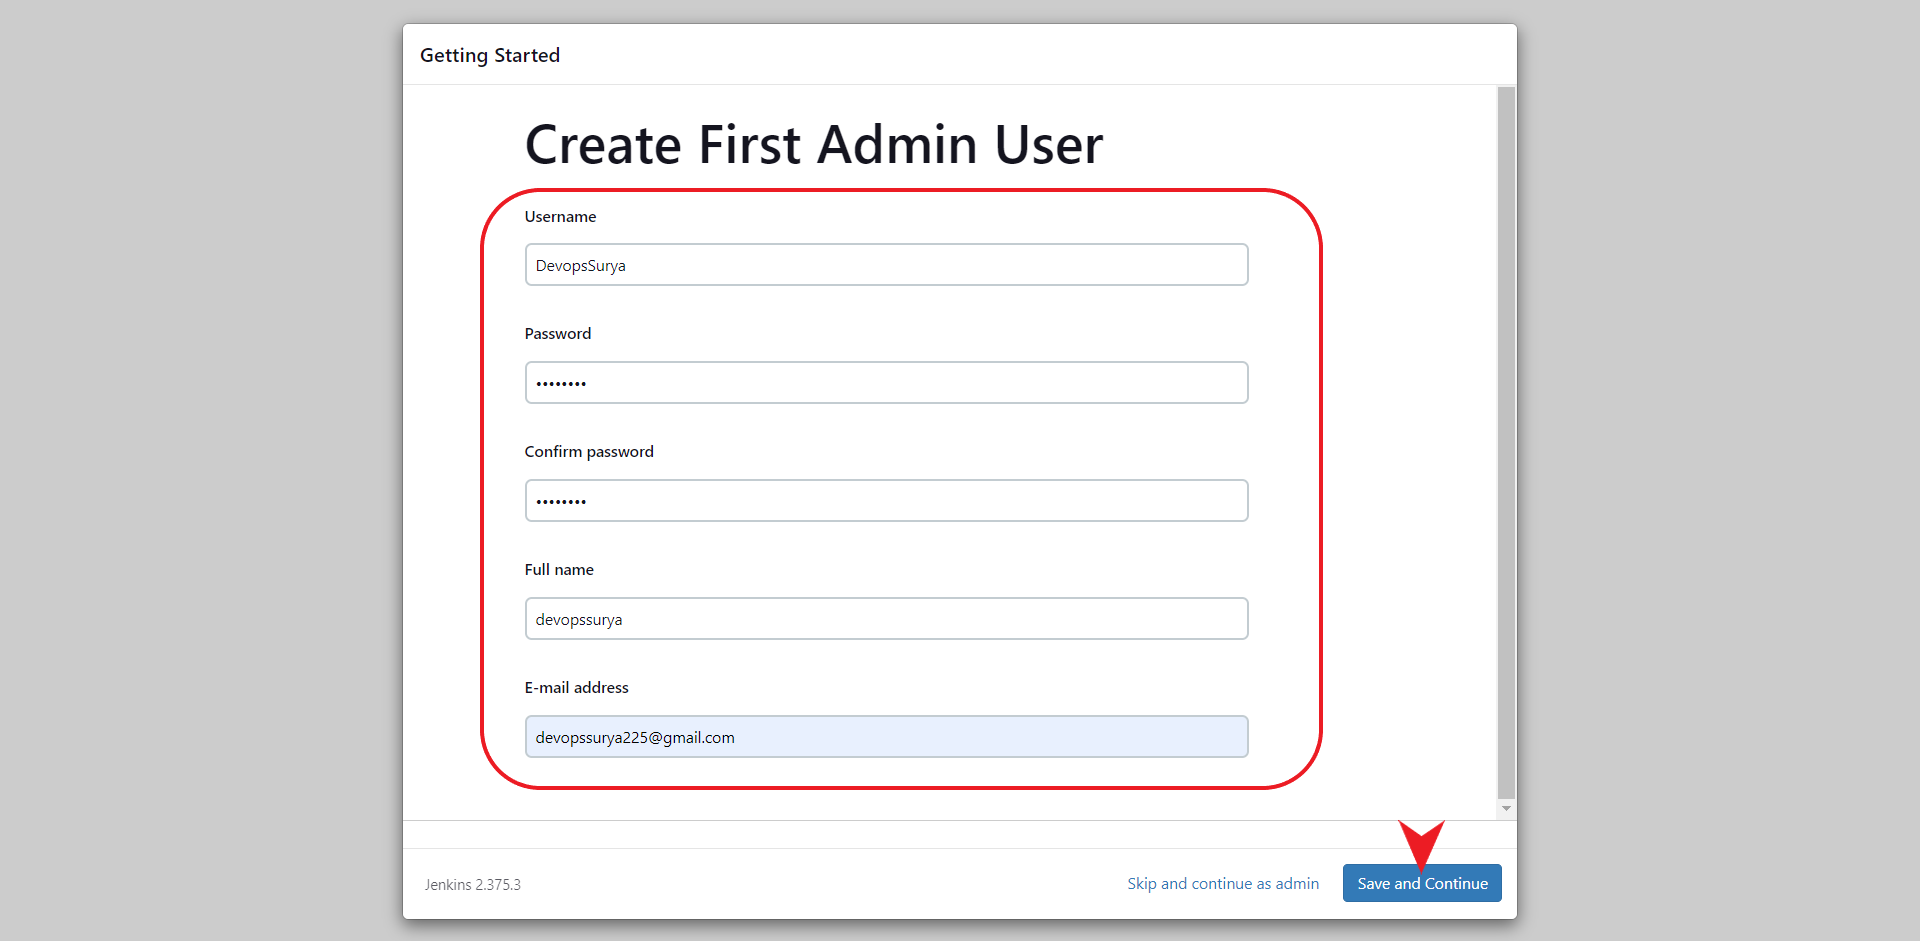 Getting Started
Create First Admin User
Username
DevopsSurya
Password
••••••••
Confirm password
••••••••
Full name
devopssurya
E-mail address
devopssurya225@gmail.com
Jenkins 2.375.3
Skip and continue as admin
Save and Continue